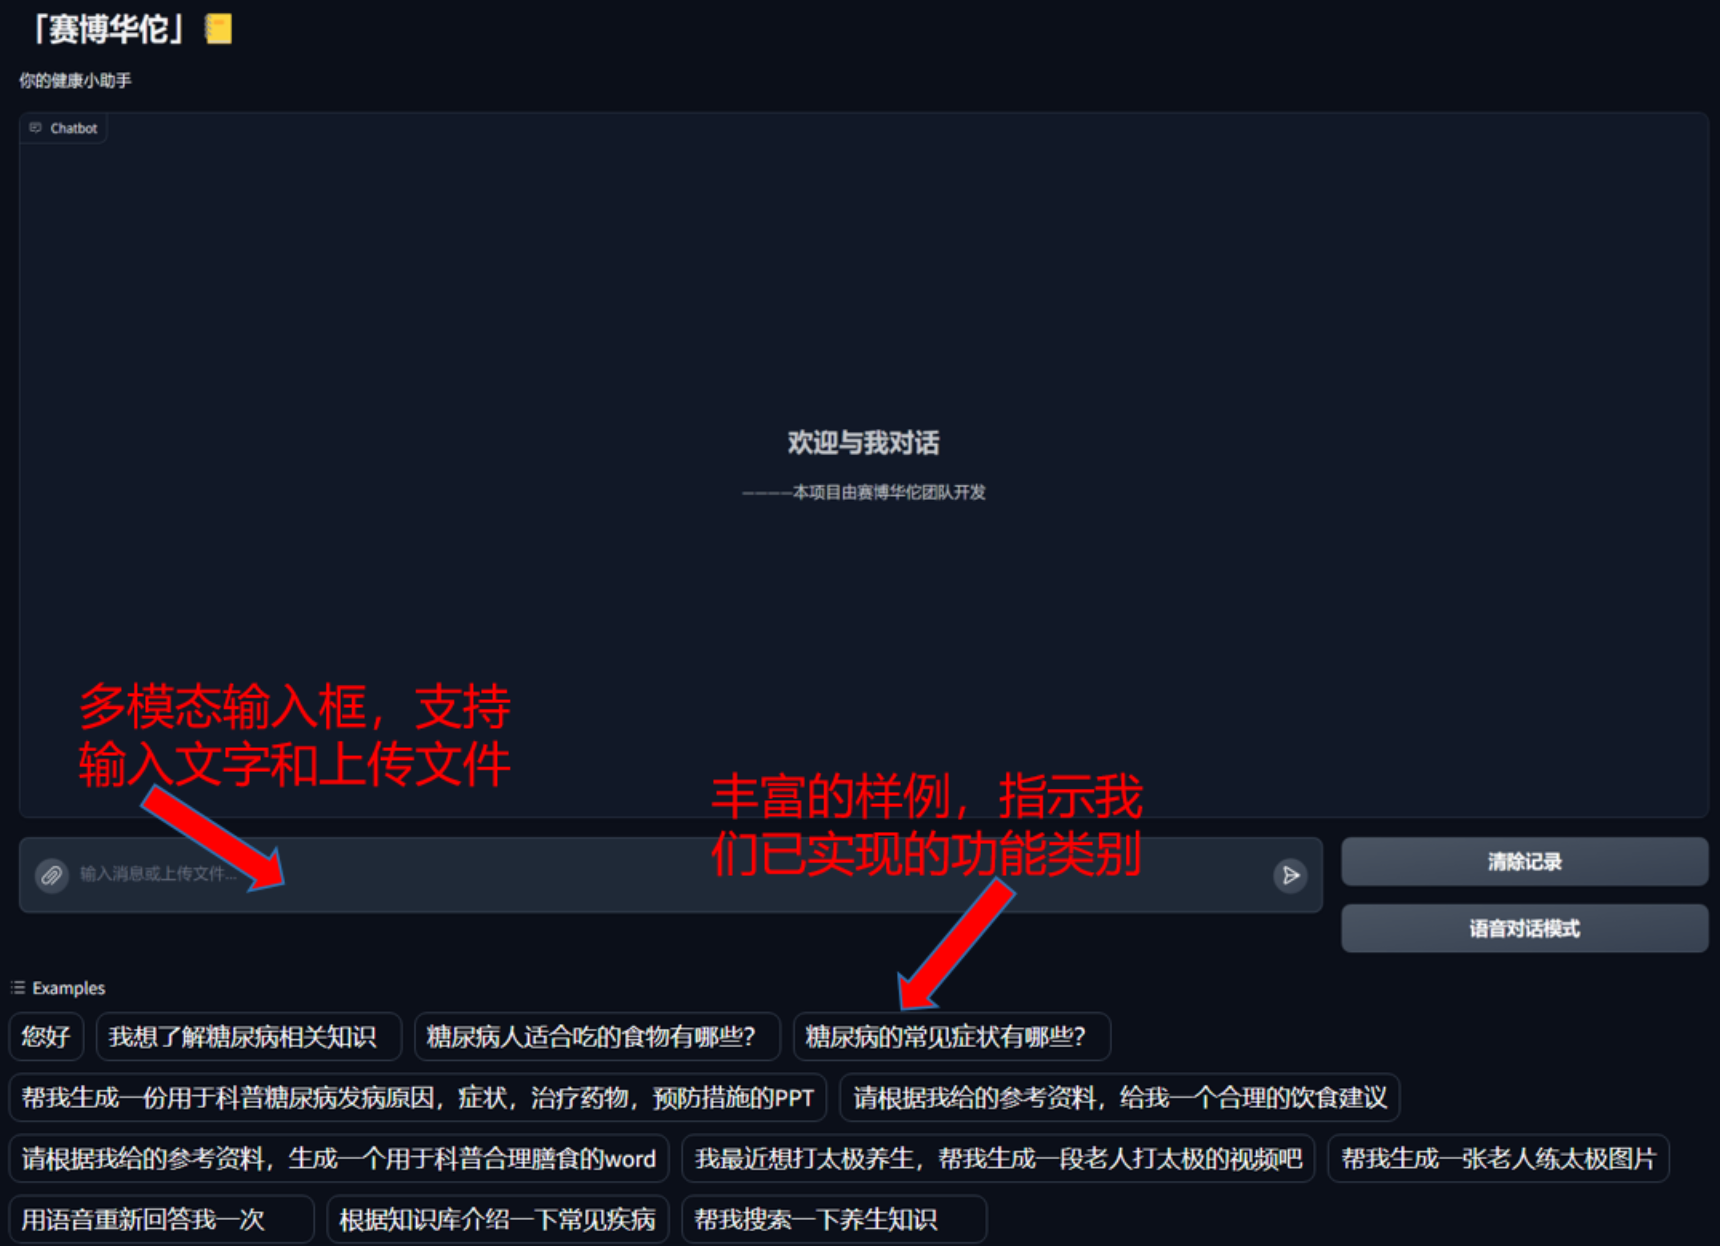 「赛博华佗」
你的健康小助手
Chatbot
欢迎与我对话
————本项目由赛博华佗团队开发
多模态输入框，支持
输入文字和上传文件
丰富的样例，指示我
们已实现的功能类别
输入消息或上传文件...
清除记录
语音对话模式
Examples
您好
我想了解糖尿病相关知识
糖尿病人适合吃的食物有哪些?
糖尿病的常见症状有哪些?
帮我生成一份用于科普糖尿病发病原因，症状，治疗药物，预防措施的PPT
请根据我给的参考资料，给我一个合理的饮食建议
请根据我给的参考资料，生成一个用于科普合理膳食的word
我最近想打太极养生，帮我生成一段老人打太极的视频吧
帮我生成一张老人练太极图片
用语音重新回答我一次
根据知识库介绍一下常见疾病
帮我搜索一下养生知识